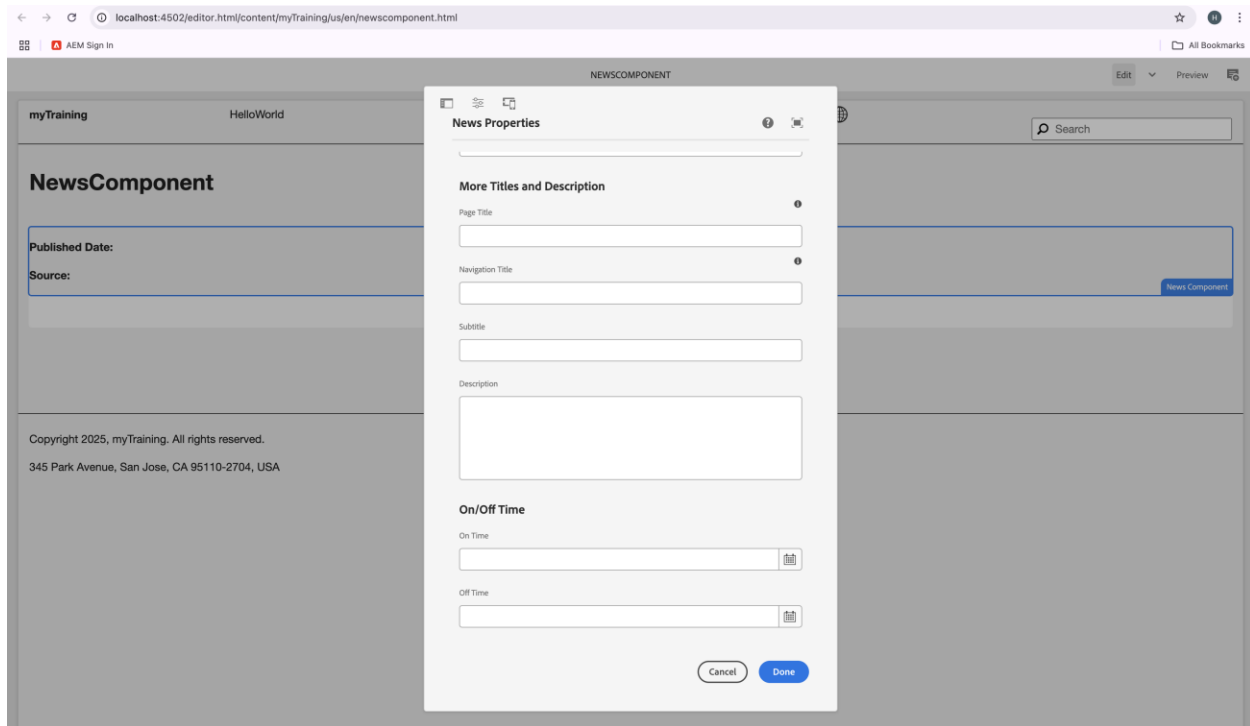 localhost:4502/editor.html/content/myTraining/us/en/newscomponent.html
H
AEM Sign In
All Bookmarks
NEWSCOMPONENT
Edit
Preview
myTraining
HelloWorld
Search
News Properties
NewsComponent
More Titles and Description
Page Title
Published Date:
Navigation Title
Source:
News Component
Subtitle
Description
Copyright 2025, myTraining. All rights reserved.
345 Park Avenue, San Jose, CA 95110-2704, USA
On/Off Time
On Time
Off Time
Cancel
Done